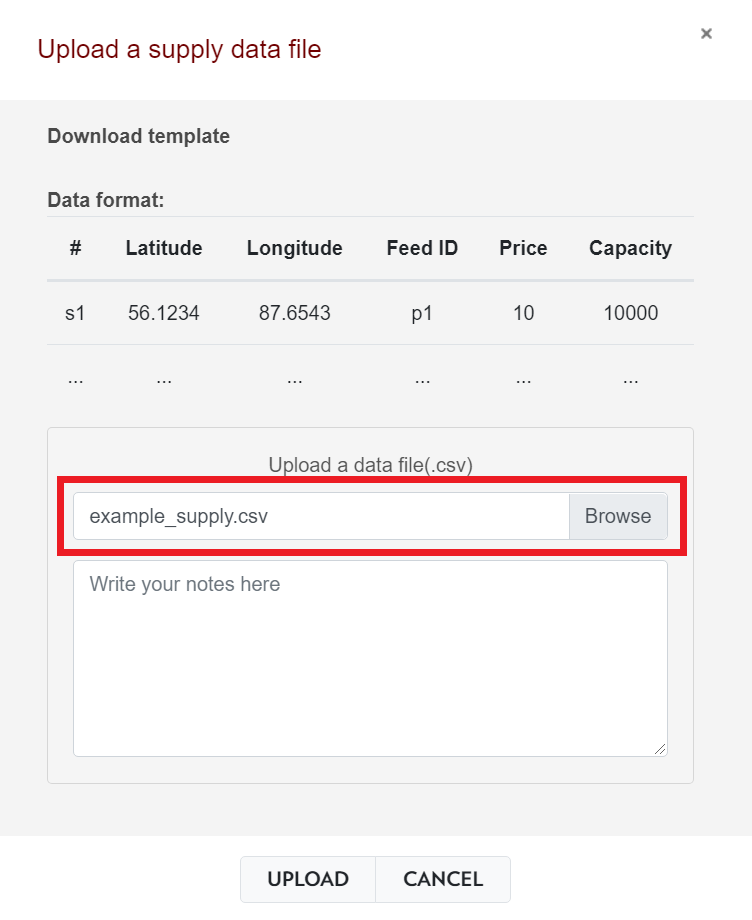 Upload a supply data file ×
Download template
Data format:
# Latitude Longitude Feed ID Price Capacity
s1 56.1234 87.6543 p1 10 10000
... ... ... ... ... ...
Upload a data file(.csv)
example_supply.csv Browse
Write your notes here
UPLOAD CANCEL